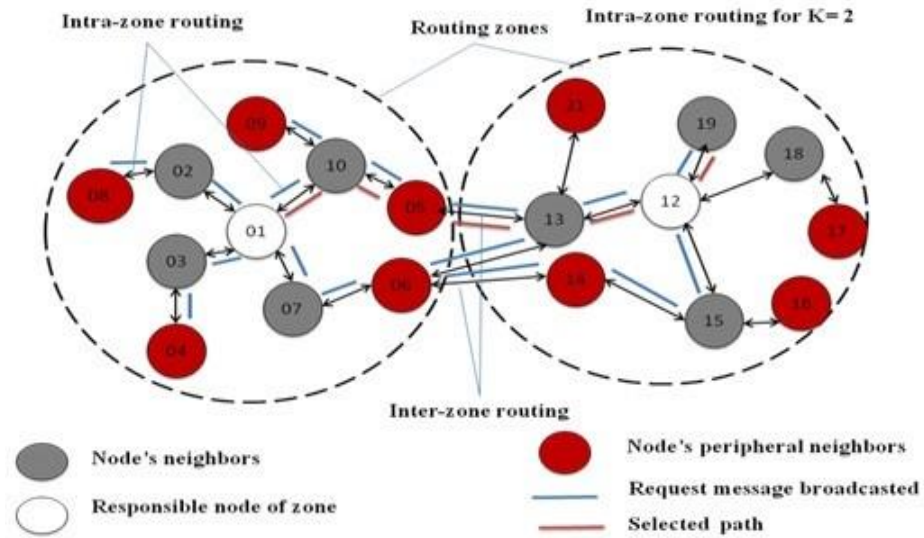 Intra-zone routing
Routing zones
Intra-zone routing for K= 2
09
10
02
08
01
03
04
07
05
06
21
19
18
13
12
17
14
16
15
Inter-zone routing
Node's neighbors
Responsible node of zone
Node's peripheral neighbors
Request message broadcasted
Selected path